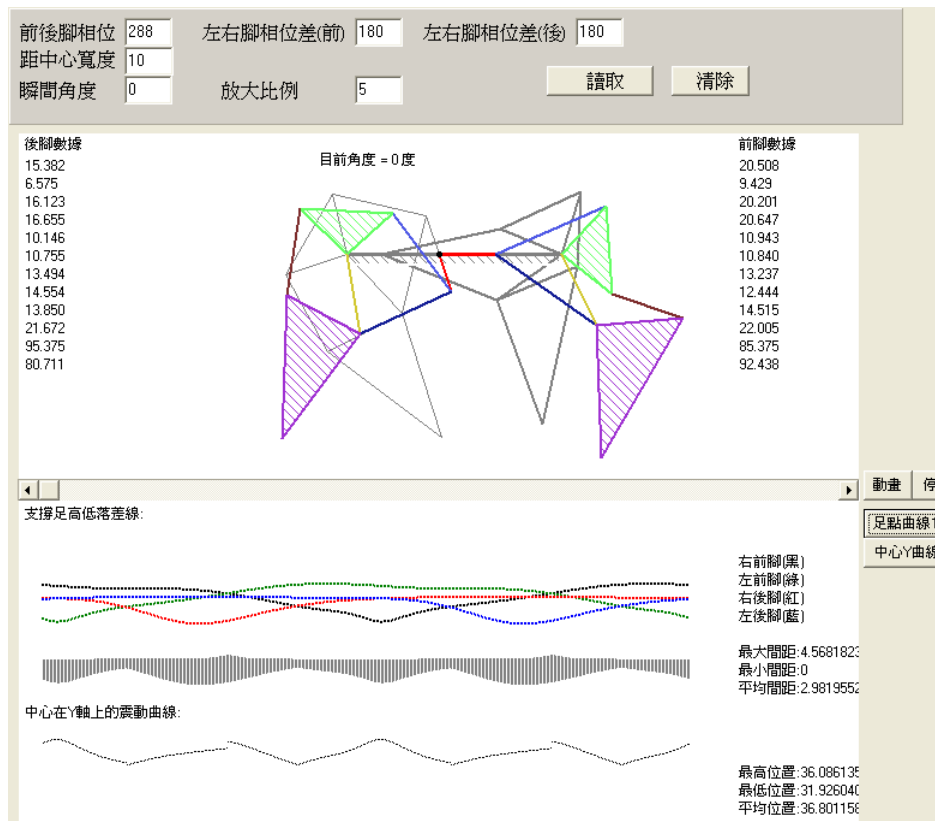 前後腳相位 288 左右腳相位差(前) 180 左右腳相位差(後) 180
距中心寬度 10
瞬間角度 0 放大比例 5 讀取 清除
後腳數據
15.382
6.575
16.123
16.655
10.146
10.755
13.494
14.554
13.850
21.672
95.375
80.711
目前角度 = 0 度
前腳數據
20.508
9.429
20.201
20.647
10.943
10.840
13.237
12.444
14.515
22.005
85.375
92.438
動畫 停
足點曲線1
中心Y曲線
支撐足高低落差線:
右前腳(黑)
左前腳(綠)
右後腳(紅)
左後腳(藍)
最大間距:4.5681823
最小間距:0
平均間距:2.9819552
中心在Y軸上的震動曲線:
最高位置:36.086135
最低位置:31.926040
平均位置:36.801158